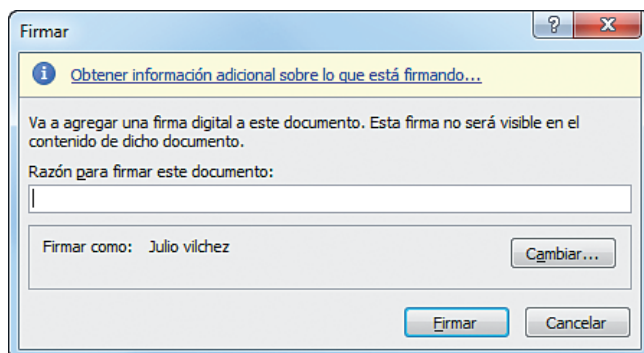 Firmar
Obtener información adicional sobre lo que está firmando...
Va a agregar una firma digital a este documento. Esta firma no será visible en el
contenido de dicho documento.
Razón para firmar este documento:
Firmar como: Julio vilchez
Cambiar...
Firmar Cancelar